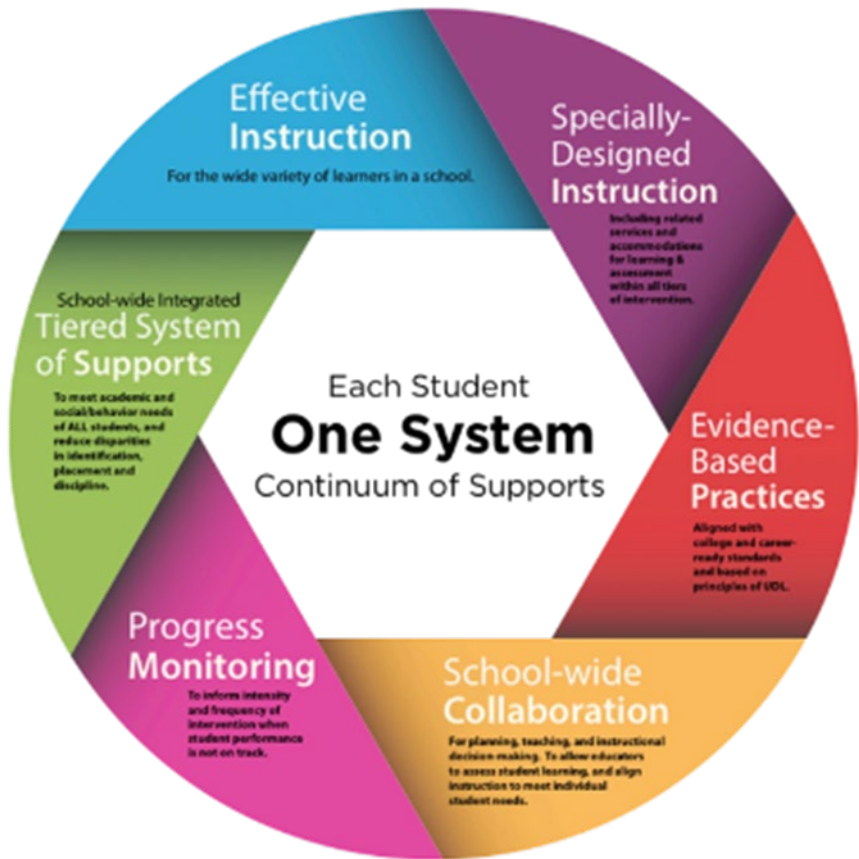 Effective
Instruction
For the wide variety of learners in a school.
Specially-
Designed
Instruction
Including related
services and
accommodations
for learning &
assessment
within all tiers
of intervention.
Evidence-
Based
Practices
Aligned with
college and career-
ready standards
and based on
principles of UDL.
School-wide
Collaboration
For planning, teaching, and instructional
decision-making. To allow educators
to assess student learning, and align
instruction to meet individual
student needs.
Progress
Monitoring
To inform intensity
and frequency of
intervention when
student performance
is not on track.
School-wide Integrated
Tiered System
of Supports
To meet academic and
social/behavior needs
of ALL students, and
reduce disparities
in identification,
placement and
discipline.
Each Student
One System
Continuum of Supports